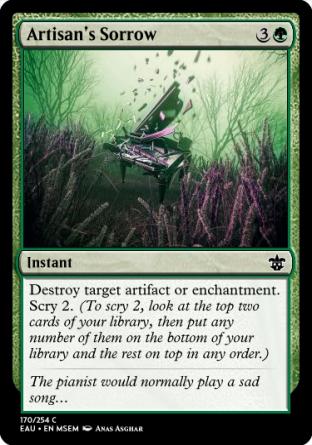 Artisan's Sorrow 3
Instant
Destroy target artifact or enchantment.
Scry 2. (To scry 2, look at the top two
cards of your library, then put any
number of them on the bottom of your
library and the rest on top in any order.)
The pianist would normally play a sad
song…
170/254 C
EAU • EN MSEM Anas Asghar